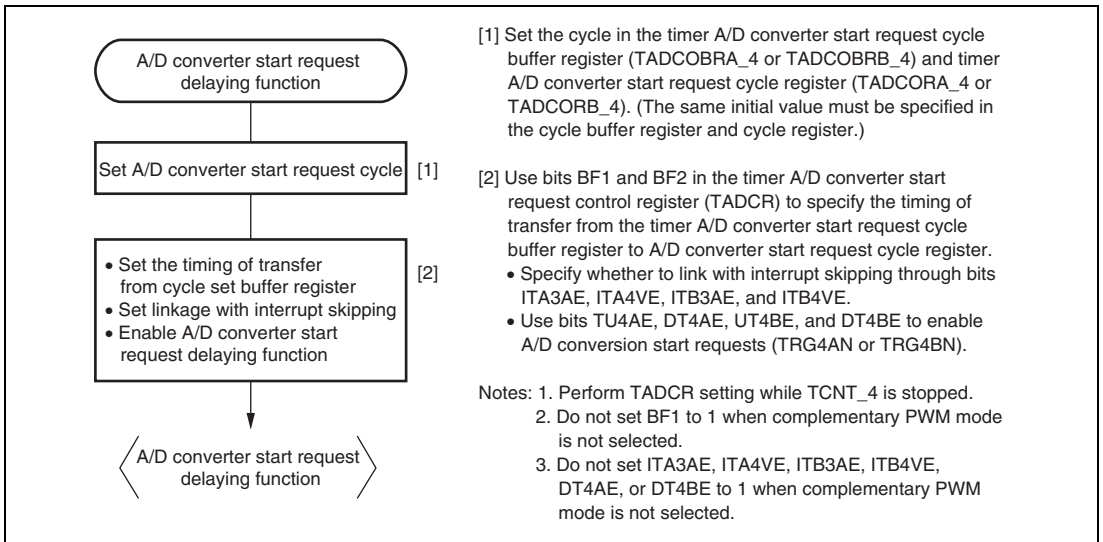 A/D converter start request
delaying function
Set A/D converter start request cycle
[1]
• Set the timing of transfer
from cycle set buffer register
• Set linkage with interrupt skipping
• Enable A/D converter start
request delaying function
[2]
A/D converter start request
delaying function
[1] Set the cycle in the timer A/D converter start request cycle
buffer register (TADCOBRA_4 or TADCOBRB_4) and timer
A/D converter start request cycle register (TADCORA_4 or
TADCORB_4). (The same initial value must be specified in
the cycle buffer register and cycle register.)
[2] Use bits BF1 and BF2 in the timer A/D converter start
request control register (TADCR) to specify the timing of
transfer from the timer A/D converter start request cycle
buffer register to A/D converter start request cycle register.
• Specify whether to link with interrupt skipping through bits
ITA3AE, ITA4VE, ITB3AE, and ITB4VE.
• Use bits TU4AE, DT4AE, UT4BE, and DT4BE to enable
A/D conversion start requests (TRG4AN or TRG4BN).
Notes: 1. Perform TADCR setting while TCNT_4 is stopped.
2. Do not set BF1 to 1 when complementary PWM mode
is not selected.
3. Do not set ITA3AE, ITA4VE, ITB3AE, ITB4VE,
DT4AE, or DT4BE to 1 when complementary PWM
mode is not selected.